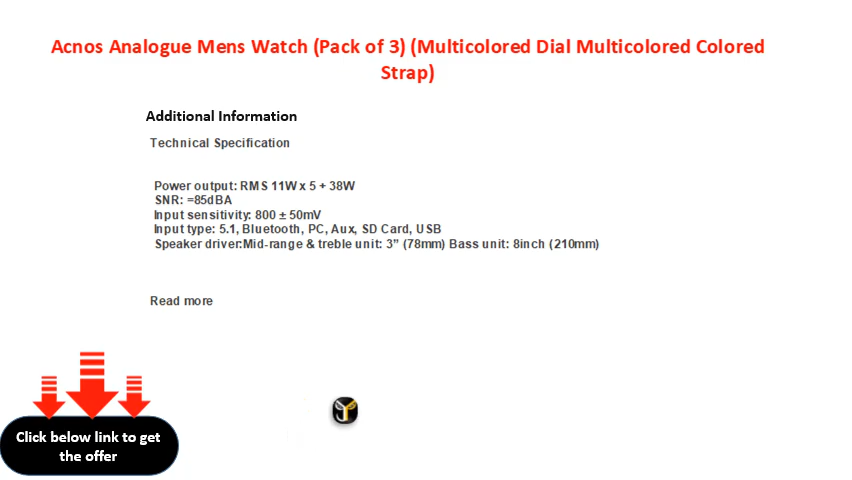 Acnos Analogue Mens Watch (Pack of 3) (Multicolored Dial Multicolored Colored
Strap)
Additional Information
Technical Specification
Power output: RMS 11W x 5 + 38W
SNR: =85dBA
Input sensitivity: 800 ± 50mV
Input type: 5.1, Bluetooth, PC, Aux, SD Card, USB
Speaker driver:Mid-range & treble unit: 3” (78mm) Bass unit: 8inch (210mm)
Read more
Click below link to get
the offer